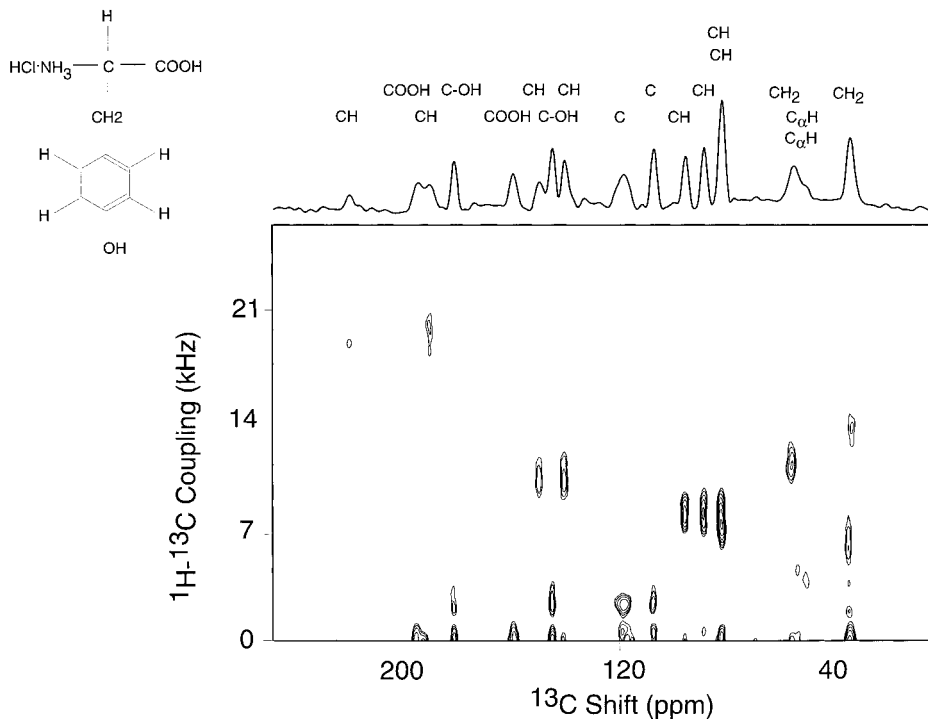 H
HCl·NH3 C COOH
CH2
H H
H H
OH
CH
CH
COOH C-OH CH CH C CH CH2 CH2
CH CH COOH C-OH C CH CαH
CαH
21
14
7
0
1H-13C Coupling (kHz)
200 120 40
13C Shift (ppm)